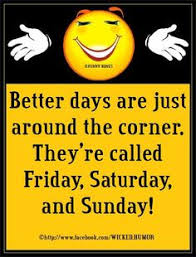 Better days are just
around the corner.
They're called
Friday, Saturday,
and Sunday!
©http://www.facebook.com/WICKEDHUMOR